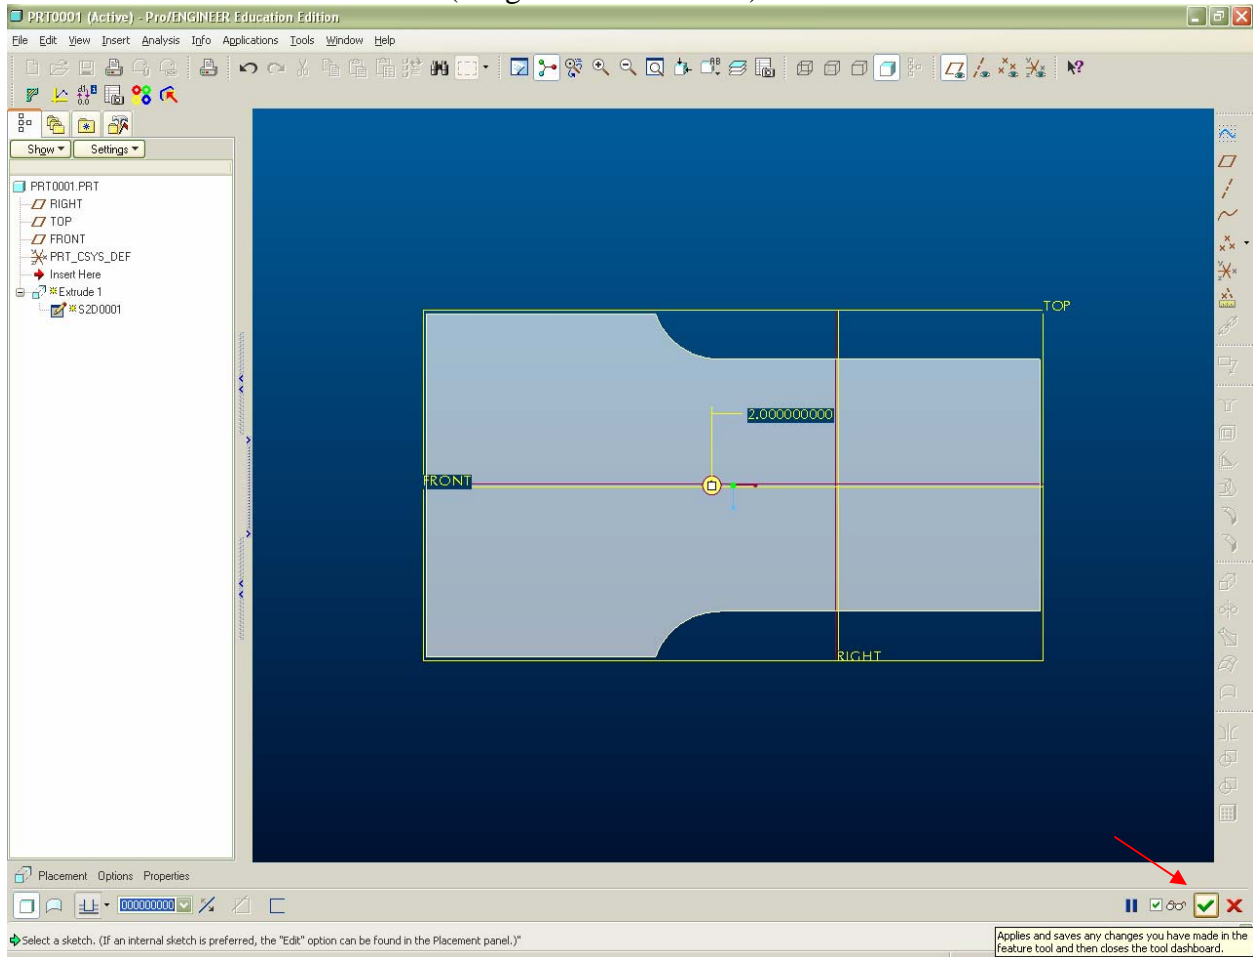 PRT0001 (Active) - Pro/ENGINEER Education Edition
File Edit View Insert Analysis Info Applications Tools Window Help
Show Settings
PRT0001.PRT
RIGHT
TOP
FRONT
PRT_CSYS_DEF
Insert Here
Extrude 1
S2D0001
TOP
2.000000000
FRONT
RIGHT
Placement Options Properties
000000000
Select a sketch. (If an internal sketch is preferred, the "Edit" option can be found in the Placement panel.)"
Applies and saves any changes you have made in the
feature tool and then closes the tool dashboard.